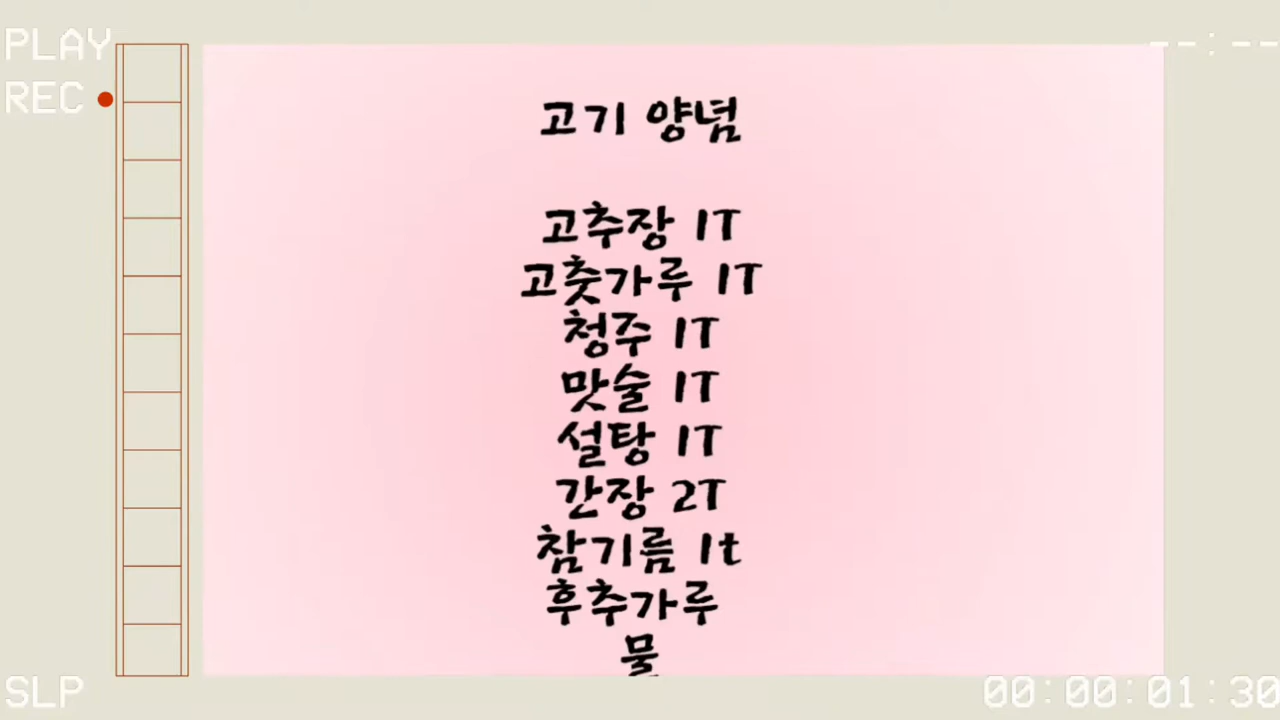 PLAY
--:--
REC
고기 양념
고추장 1T
고춧가루 1T
청주 1T
맛술 1T
설탕 1T
간장 2T
참기름 1t
후추가루
물
SLP
00:00:01:30